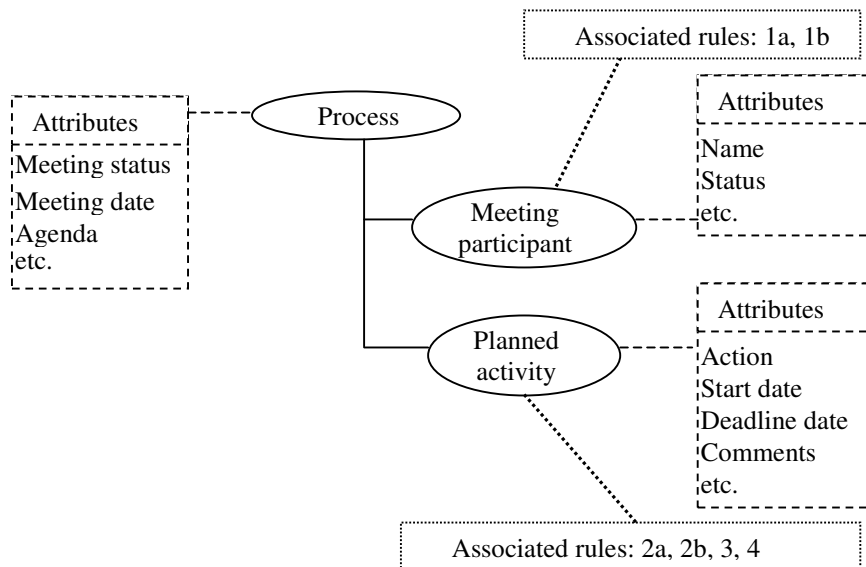 Associated rules: 1a, 1b
Attributes
Meeting status
Meeting date
Agenda
etc.
Process
Attributes
Name
Status
etc.
Meeting
participant
Planned
activity
Attributes
Action
Start date
Deadline date
Comments
etc.
Associated rules: 2a, 2b, 3, 4